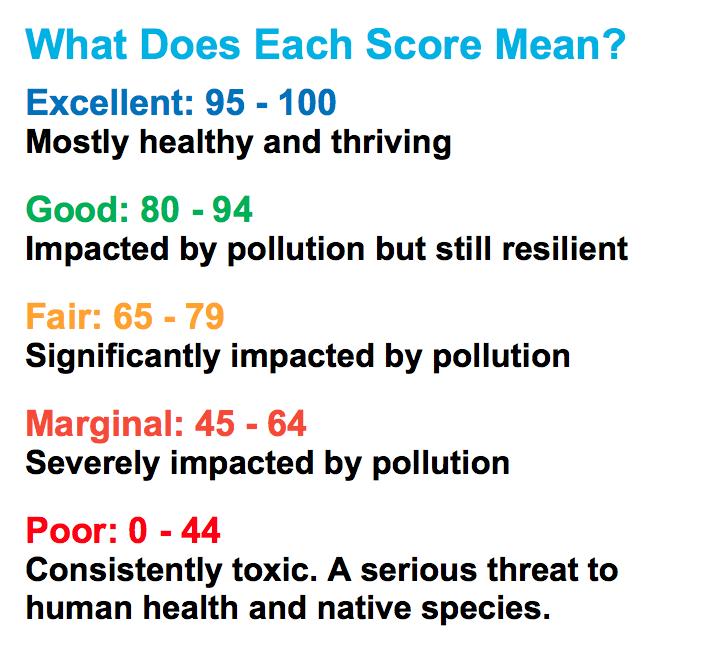 What Does Each Score Mean?
Excellent: 95 - 100
Mostly healthy and thriving
Good: 80 - 94
Impacted by pollution but still resilient
Fair: 65 - 79
Significantly impacted by pollution
Marginal: 45 - 64
Severely impacted by pollution
Poor: 0 - 44
Consistently toxic. A serious threat to
human health and native species.